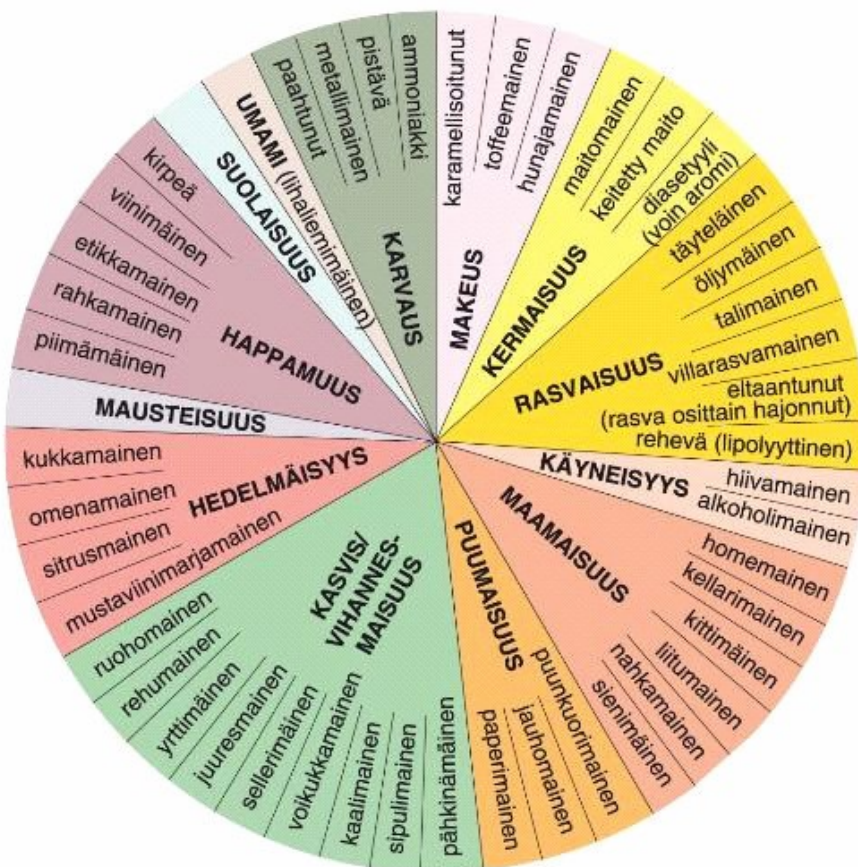 MAKEUS
karamellisoitunut
toffeemainen
hunajamainen
KERMAISUUS
maitomainen
keitetty maito
diasetyyli
(voin aromi)
RASVAISUUS
täyteläinen
öljymäinen
talimainen
villarasvamainen
eltaantunut
(rasva osittain hajonnut)
rehevä (lipolyyttinen)
KÄYNEISYYS
hiivamainen
alkoholimainen
MAAMAISUUS
homemainen
kellarimainen
kittimäinen
liitumainen
nahkamainen
sienimäinen
PUUMAISUUS
puunkuorimainen
jauhomainen
paperimainen
KASVIS/
VIHANNES-
MAISUUS
pähkinämäinen
sipulimainen
kaalimainen
voikukkamainen
sellerimäinen
juuresmainen
yrttimäinen
rehumainen
ruohomainen
HEDELMÄISYYS
mustaviinimarjamainen
sitrusmainen
omenamainen
kukkamainen
MAUSTEISUUS
HAPPAMUUS
piimämäinen
rahkamainen
etikkamainen
viinimäinen
kirpeä
SUOLAISUUS
UMAMI (lihaliemimäinen)
KARVAUS
paahtunut
metallimainen
pistävä
ammoniakki